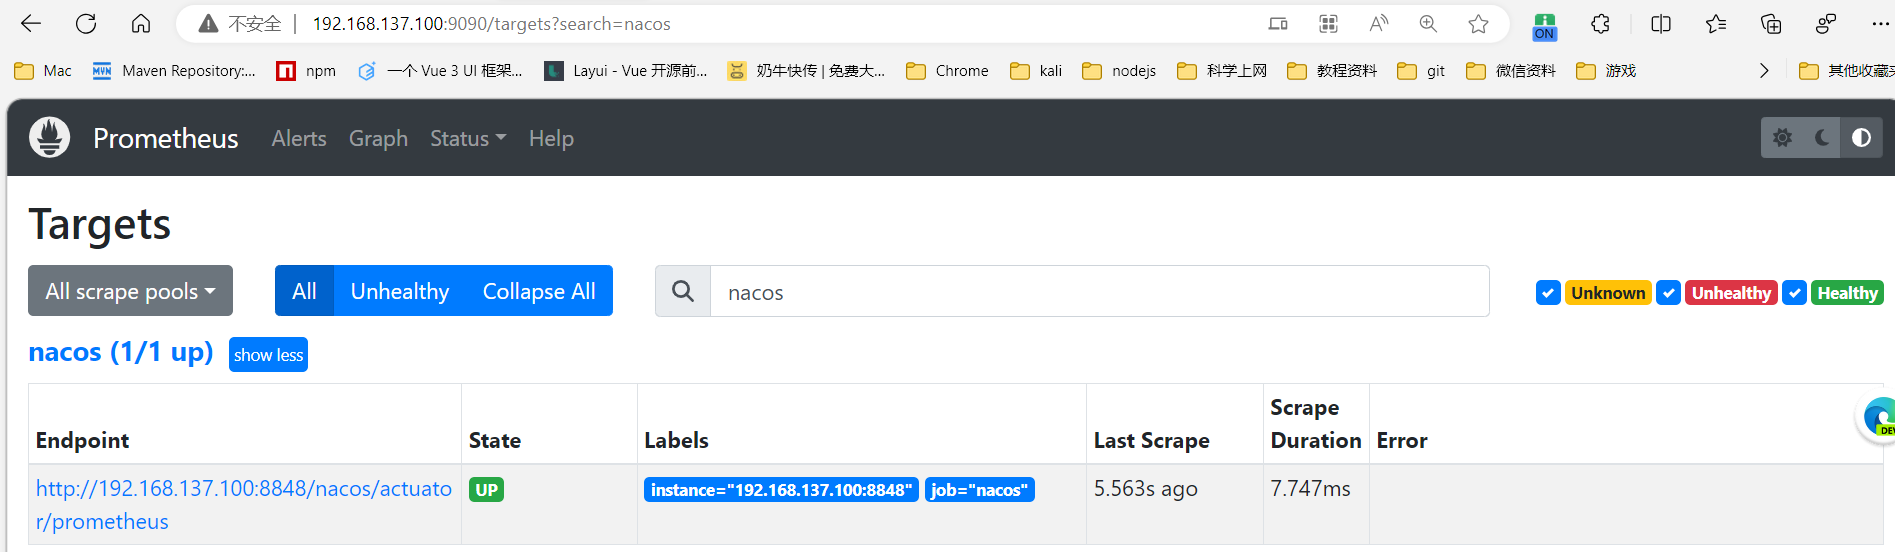 不安全 | 192.168.137.100:9090/targets?search=nacos
ON
Mac Maven Repository:... npm 一个 Vue 3 UI 框架... Layui - Vue 开源前... 奶牛快传 | 免费大... Chrome kali nodejs 科学上网 教程资料 git 微信资料 游戏 其他收藏夹
Prometheus Alerts Graph Status Help
Targets
All scrape pools All Unhealthy Collapse All nacos Unknown Unhealthy Healthy
nacos (1/1 up) show less
Endpoint State Labels Last Scrape Scrape Duration Error
http://192.168.137.100:8848/nacos/actuato UP instance="192.168.137.100:8848" job="nacos" 5.563s ago 7.747ms
r/prometheus
DEV